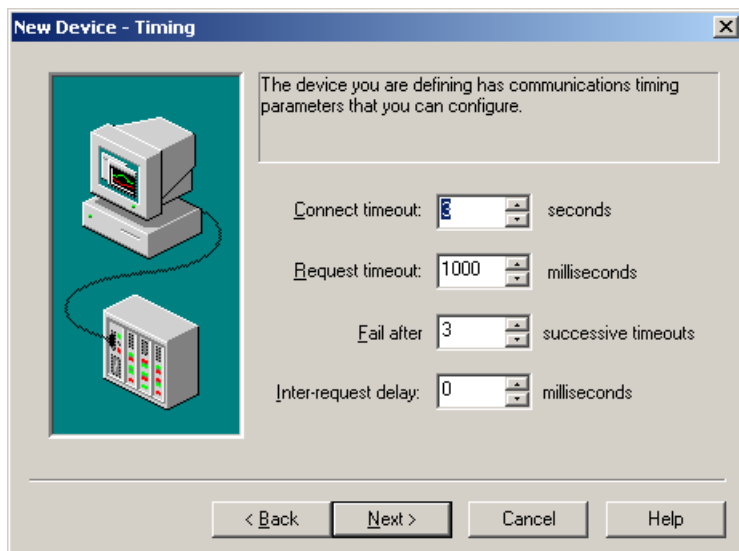 New Device - Timing
The device you are defining has communications timing
parameters that you can configure.
Connect timeout: 3 seconds
Request timeout: 1000 milliseconds
Fail after 3 successive timeouts
Inter-request delay: 0 milliseconds
< Back Next > Cancel Help